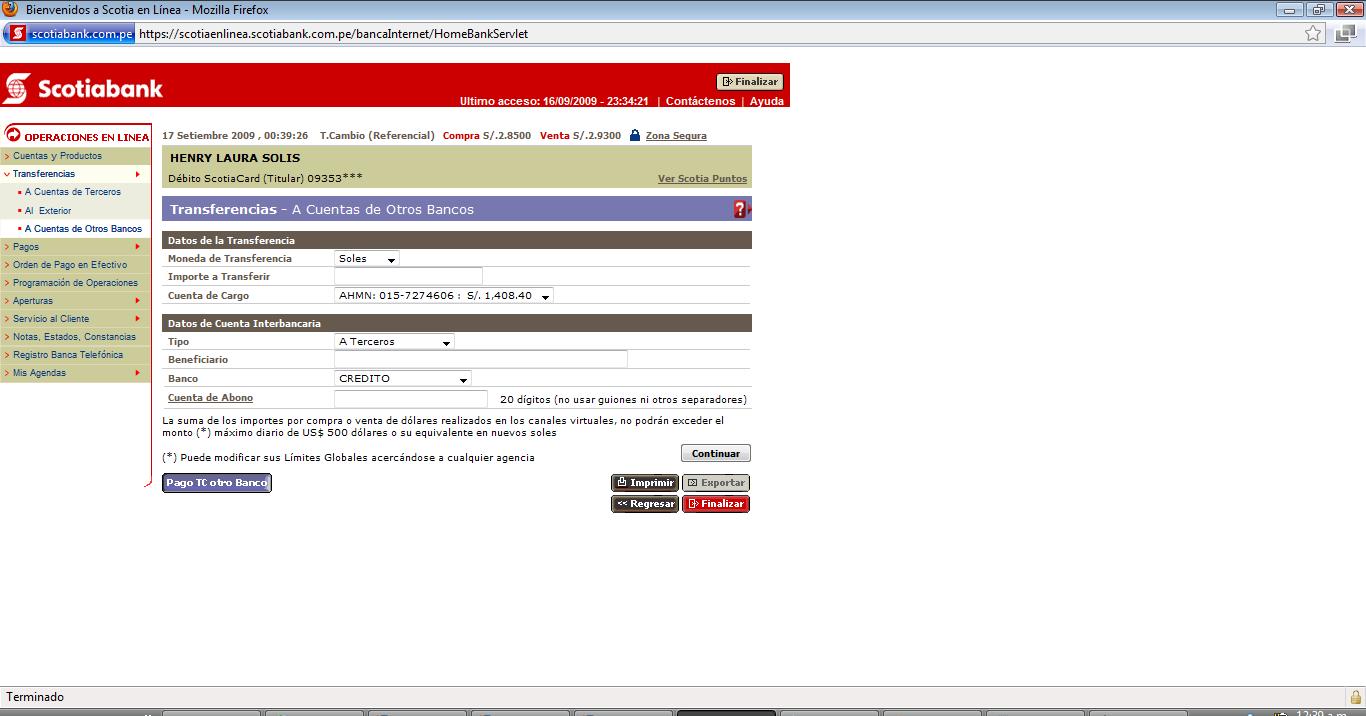 Bienvenidos a Scotia en Línea - Mozilla Firefox
scotiabank.com.pe https://scotiaenlinea.scotiabank.com.pe/bancaInternet/HomeBankServlet
Scotiabank
Finalizar
Ultimo acceso: 16/09/2009 - 23:34:21 | Contáctenos | Ayuda
OPERACIONES EN LINEA
Cuentas y Productos
Transferencias
A Cuentas de Terceros
Al Exterior
A Cuentas de Otros Bancos
Pagos
Orden de Pago en Efectivo
Programación de Operaciones
Aperturas
Servicio al Cliente
Notas, Estados, Constancias
Registro Banca Telefónica
Mis Agendas
17 Setiembre 2009 , 00:39:26 T.Cambio (Referencial) Compra S/.2.8500 Venta S/.2.9300 Zona Segura
HENRY LAURA SOLIS
Débito ScotiaCard (Titular) 09353*** Ver Scotia Puntos
Transferencias - A Cuentas de Otros Bancos ?
Datos de la Transferencia
Moneda de Transferencia Soles
Importe a Transferir
Cuenta de Cargo AHMN: 015-7274606 : S/. 1,408.40
Datos de Cuenta Interbancaria
Tipo A Terceros
Beneficiario
Banco CREDITO
Cuenta de Abono 20 dígitos (no usar guiones ni otros separadores)
La suma de los importes por compra o venta de dólares realizados en los canales virtuales, no podrán exceder el
monto (*) máximo diario de US$ 500 dólares o su equivalente en nuevos soles
Continuar
(*) Puede modificar sus Límites Globales acercándose a cualquier agencia
Pago TC otro Banco Imprimir Exportar
<< Regresar Finalizar
Terminado